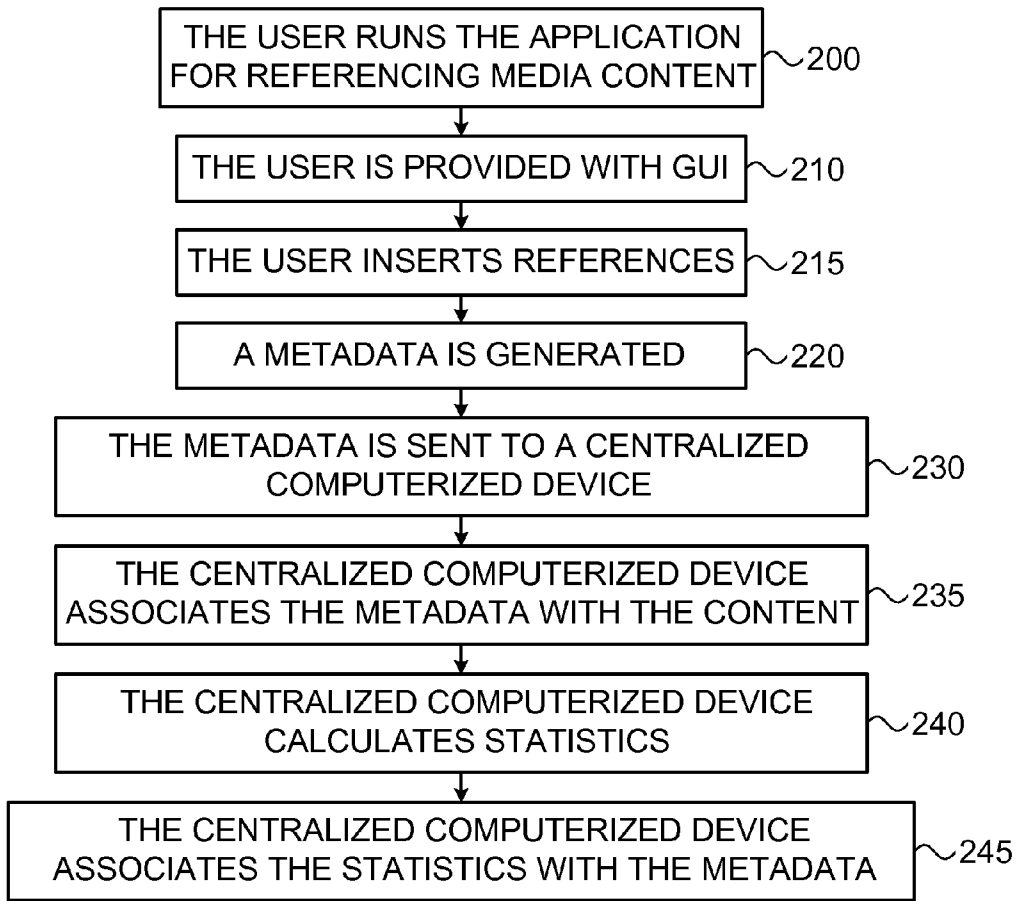 THE USER RUNS THE APPLICATION
FOR REFERENCING MEDIA CONTENT
200
THE USER IS PROVIDED WITH GUI
210
THE USER INSERTS REFERENCES
215
A METADATA IS GENERATED
220
THE METADATA IS SENT TO A CENTRALIZED
COMPUTERIZED DEVICE
230
THE CENTRALIZED COMPUTERIZED DEVICE
ASSOCIATES THE METADATA WITH THE CONTENT
235
THE CENTRALIZED COMPUTERIZED DEVICE
CALCULATES STATISTICS
240
THE CENTRALIZED COMPUTERIZED DEVICE
ASSOCIATES THE STATISTICS WITH THE METADATA
245